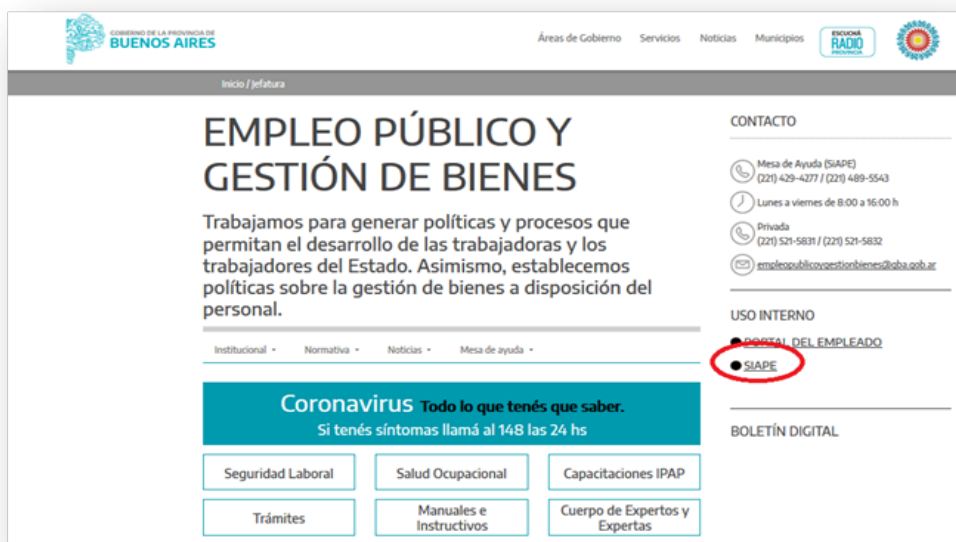 GOBIERNO DE LA PROVINCIA DE
BUENOS AIRES
Áreas de Gobierno Servicios Noticias Municipios
ESCUCHÁ
RADIO
PROVINCIA
Inicio / Jefatura
EMPLEO PÚBLICO Y
GESTIÓN DE BIENES
Trabajamos para generar políticas y procesos que
permitan el desarrollo de las trabajadoras y los
trabajadores del Estado. Asimismo, establecemos
políticas sobre la gestión de bienes a disposición del
personal.
Institucional Normativa Noticias Mesa de ayuda
Coronavirus Todo lo que tenés que saber.
Si tenés síntomas llamá al 148 las 24 hs
Seguridad Laboral Salud Ocupacional Capacitaciones IPAP
Trámites Manuales e Instructivos Cuerpo de Expertos y Expertas
CONTACTO
Mesa de Ayuda (SiAPE)
(221) 429-4277 / (221) 489-5543
Lunes a viernes de 8:00 a 16:00 h
Privada
(221) 521-5831 / (221) 521-5832
empleopublicoygestionbienes@gba.gob.ar
USO INTERNO
PORTAL DEL EMPLEADO
SIAPE
BOLETÍN DIGITAL